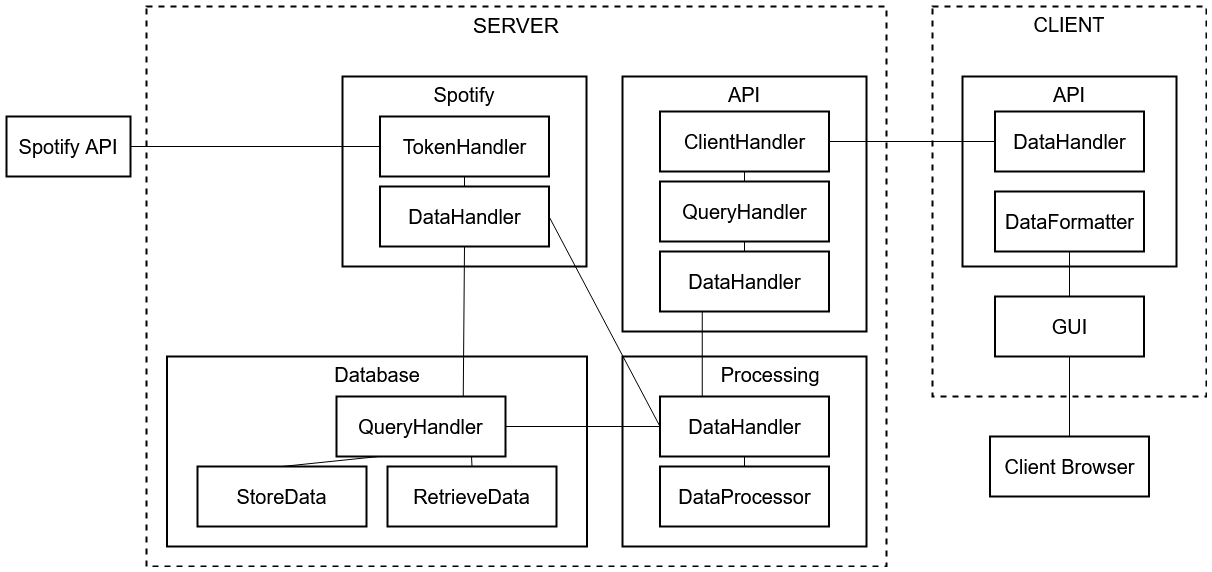 SERVER
CLIENT
Spotify
API
API
Spotify API
TokenHandler
ClientHandler
DataHandler
DataHandler
QueryHandler
DataFormatter
DataHandler
GUI
Database
Processing
QueryHandler
DataHandler
Client Browser
StoreData
RetrieveData
DataProcessor